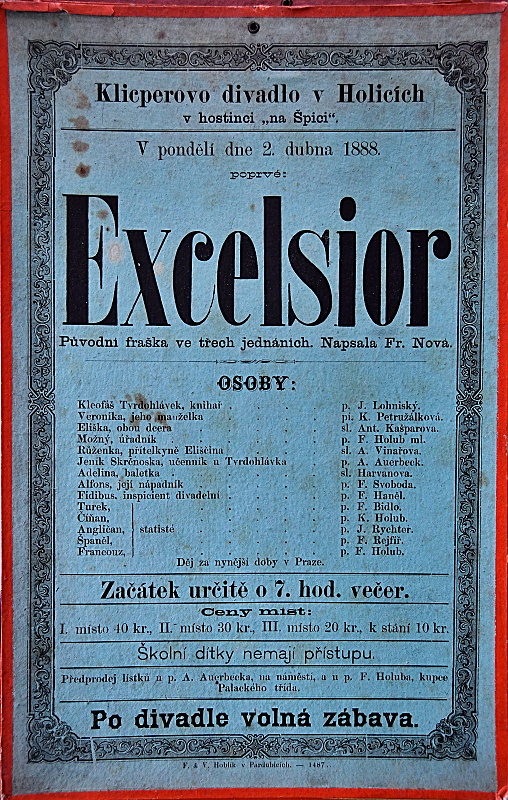 Klicperovo divadlo v Holicích
v hostinci „na Špici“.
V pondělí dne 2. dubna 1888.
poprvé:
Excelsior
Původní fraška ve třech jednáních. Napsala Fr. Nová.
OSOBY:
Kleofáš Tvrdohlávek, knihař . . . . p. J. Lohniský.
Veronika, jeho manželka . . . . pí. K. Petružálková.
Eliška, obou dcera . . . . sl. Ant. Kašparova.
Možný, úřadník . . . . p. F. Holub ml.
Růženka, přítelkyně Eliščina . . . . sl. A. Vinařova.
Jeník Skrčnoska, učenník u Tvrdohlávka . . . . p. A. Auerbeck.
Adelina, baletka . . . . sl. Harvanova.
Alfons, její nápadník . . . . p. F. Svoboda.
Fidibus, inspicient divadelní . . . . p. F. Haněl.
Turek, . . . . p. F. Bidlo.
Číňan, . . . . p. K. Holub.
Angličan, statisté . . . . p. J. Rychter.
Španěl, . . . . p. F. Rejfíř.
Francouz, . . . . p. F. Holub.
Děj za nynější doby v Praze.
Začátek určitě o 7. hod. večer.
Ceny míst:
I. místo 40 kr., II. místo 30 kr., III. místo 20 kr., k stání 10 kr.
Školní dítky nemají přístupu.
Předprodej lístků u p. A. Auerbecka, na náměstí, a u p. F. Holuba, kupce
Palackého třída.
Po divadle volná zábava.
F. & V. Hoblík v Pardubicích. — 1487.